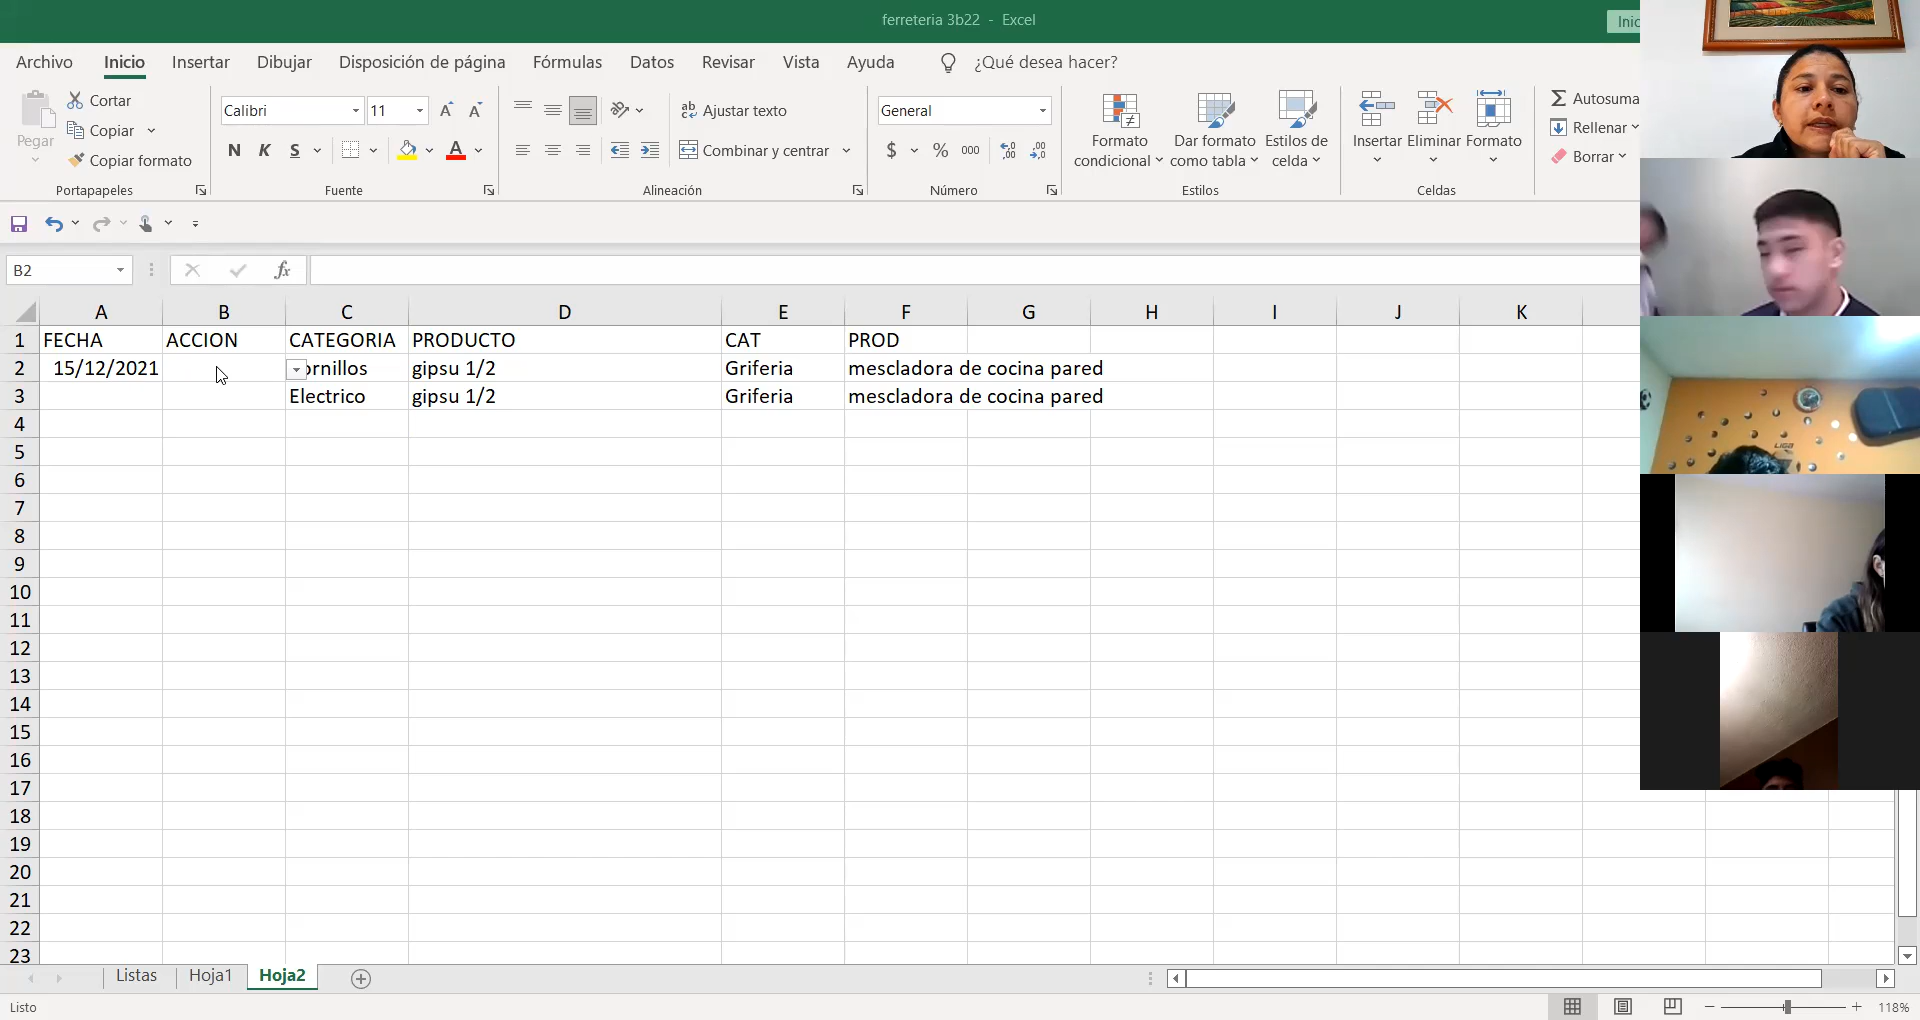 ferreteria 3b22 - Excel
Inic
Archivo Inicio Insertar Dibujar Disposición de página Fórmulas Datos Revisar Vista Ayuda ¿Qué desea hacer?
Pegar
Cortar
Copiar
Copiar formato
Portapapeles
Calibri 11
N K S A
Fuente
Ajustar texto
Combinar y centrar
Alineación
General
$ % 000
Número
Formato condicional
Dar formato como tabla
Estilos de celda
Estilos
Insertar Eliminar Formato
Celdas
Autosuma
Rellenar
Borrar
B2 fx
A B C D E F G H I J K
1 FECHA ACCION CATEGORIA PRODUCTO CAT PROD
2 15/12/2021 ornillos gipsu 1/2 Griferia mescladora de cocina pared
3 Electrico gipsu 1/2 Griferia mescladora de cocina pared
4
5
6
7
8
9
10
11
12
13
14
15
16
17
18
19
20
21
22
23
Listas Hoja1 Hoja2
Listo 118%